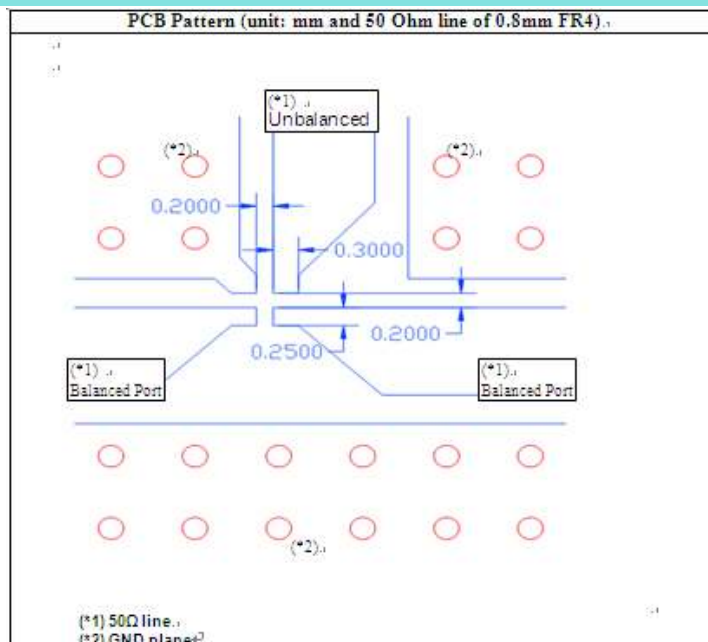 PCB Pattern (unit: mm and 50 Ohm line of 0.8mm FR4).
(*1)
Unbalanced
(*2)
(*2)
0.2000
0.3000
0.2000
0.2500
(*1)
Balanced Port
(*1)
Balanced Port
(*2)
(*1) 50Ω line
(*2) GND plane